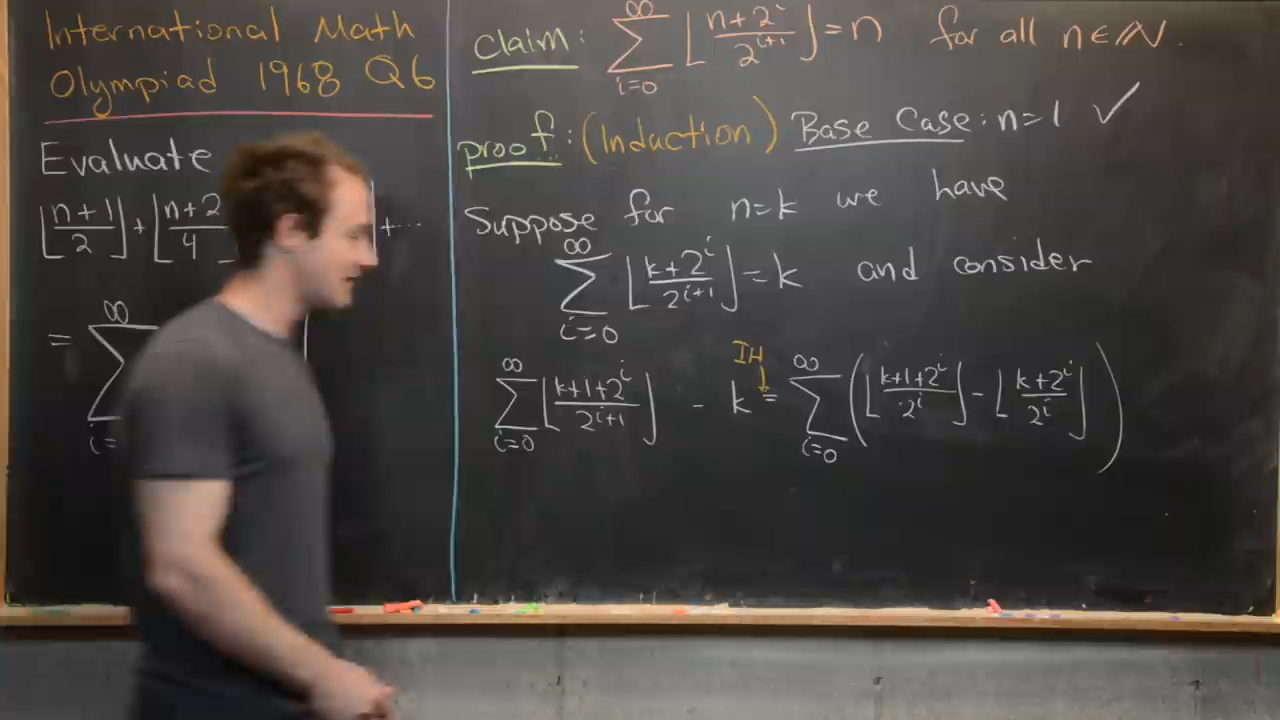 International Math
Olympiad 1968 Q6
Evaluate
⌊(n+1)/2⌋ + ⌊(n+2)/4 + ...
= ∑ ∞ i=
Claim: ∑_{i=0}^{∞} ⌊(n+2^i)/2^{i+1}⌋ = n for all n∈ℕ.
proof: (Induction) Base Case: n=1 ✓
Suppose for n=k we have
∑_{i=0}^{∞} ⌊(k+2^i)/2^{i+1}⌋ = k and consider
IH
∑_{i=0}^{∞} ⌊(k+1+2^i)/2^{i+1}⌋ - k = ∑_{i=0}^{∞} (⌊(k+1+2^i)/2^i⌋ - ⌊(k+2^i)/2^i⌋)